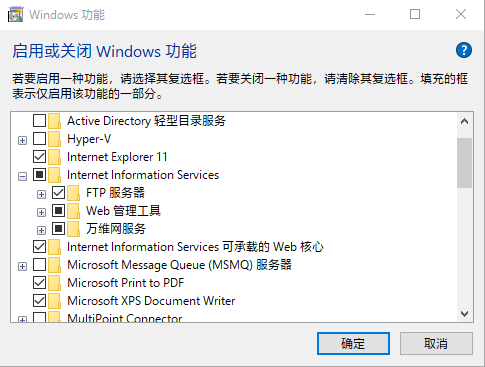 Windows 功能
启用或关闭 Windows 功能
若要启用一种功能，请选择其复选框。若要关闭一种功能，请清除其复选框。填充的框
表示仅启用该功能的一部分。
Active Directory 轻型目录服务
Hyper-V
Internet Explorer 11
Internet Information Services
FTP 服务器
Web 管理工具
万维网服务
Internet Information Services 可承载的 Web 核心
Microsoft Message Queue (MSMQ) 服务器
Microsoft Print to PDF
Microsoft XPS Document Writer
MultiPoint Connector
确定 取消